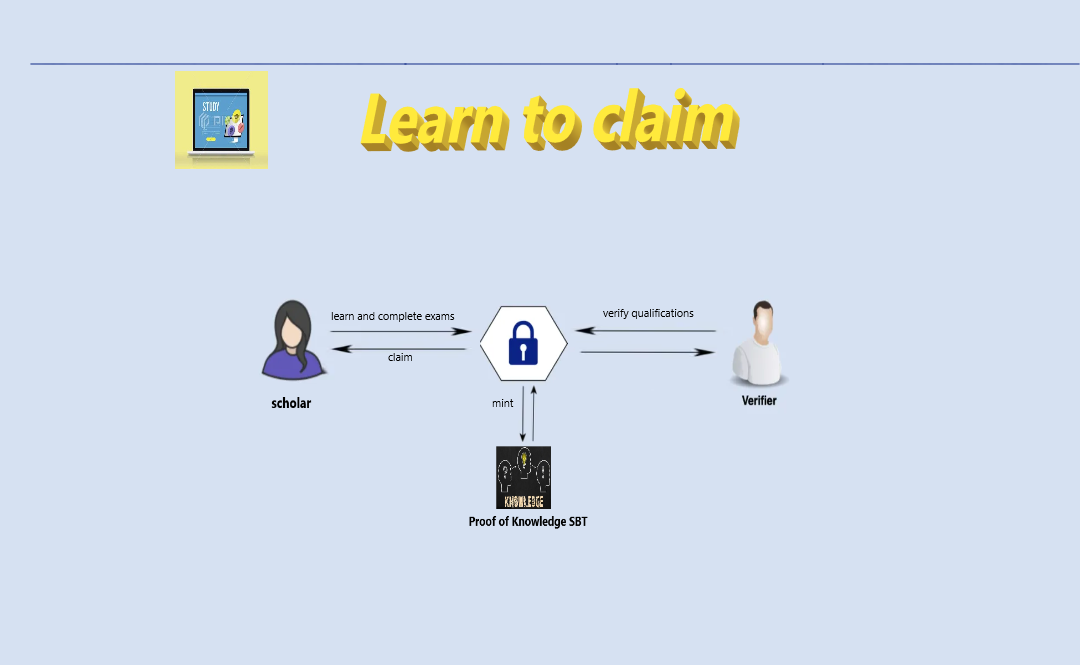 STUDY
Learn to claim
learn and complete exams
verify qualifications
claim
scholar
mint
Verifier
KNOWLEDGE
Proof of Knowledge SBT